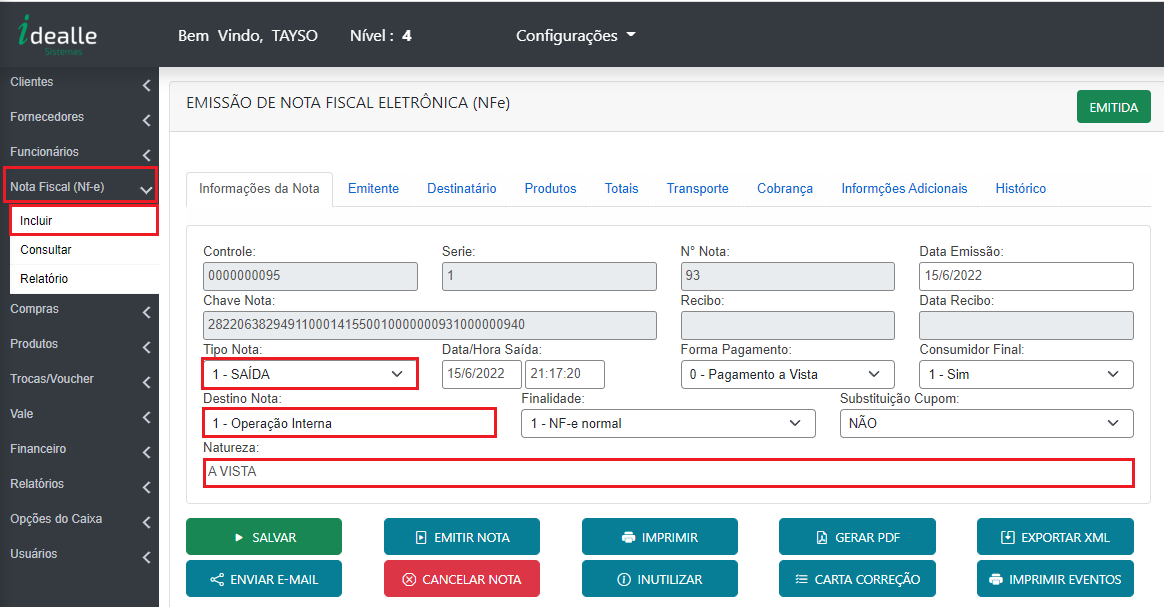 idealle
Sistemas
Bem Vindo, TAYSO
Nível : 4
Configurações
Clientes
Fornecedores
Funcionários
Nota Fiscal (Nf-e)
Incluir
Consultar
Relatório
Compras
Produtos
Trocas/Voucher
Vale
Financeiro
Relatórios
Opções do Caixa
Usuários
EMISSÃO DE NOTA FISCAL ELETRÔNICA (NFe)
EMITIDA
Informações da Nota
Emitente
Destinatário
Produtos
Totais
Transporte
Cobrança
Informções Adicionais
Histórico
Controle:
Serie:
N° Nota:
Data Emissão:
0000000095
1
93
15/6/2022
Chave Nota:
Recibo:
Data Recibo:
28220638294911000141550010000000931000000940
Tipo Nota:
Data/Hora Saída:
Forma Pagamento:
Consumidor Final:
1 - SAÍDA
15/6/2022
21:17:20
0 - Pagamento a Vista
1 - Sim
Destino Nota:
Finalidade:
Substituição Cupom:
1 - Operação Interna
1 - NF-e normal
NÃO
Natureza:
A VISTA
SALVAR
EMITIR NOTA
IMPRIMIR
GERAR PDF
EXPORTAR XML
ENVIAR E-MAIL
CANCELAR NOTA
INUTILIZAR
CARTA CORREÇÃO
IMPRIMIR EVENTOS